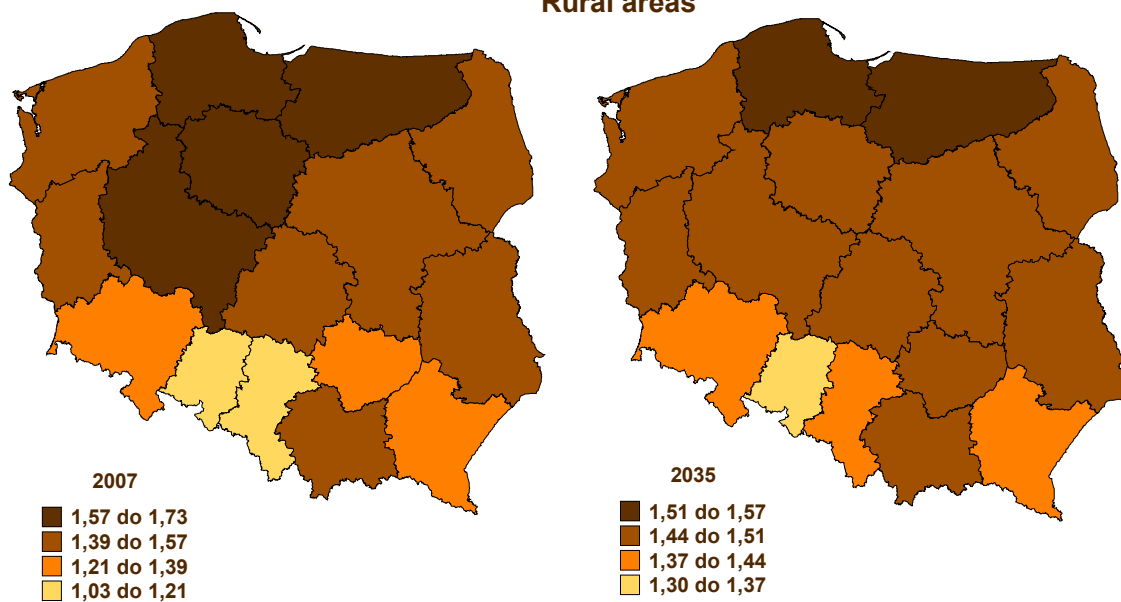 Rural areas
2007
1,57 do 1,73
1,39 do 1,57
1,21 do 1,39
1,03 do 1,21
2035
1,51 do 1,57
1,44 do 1,51
1,37 do 1,44
1,30 do 1,37